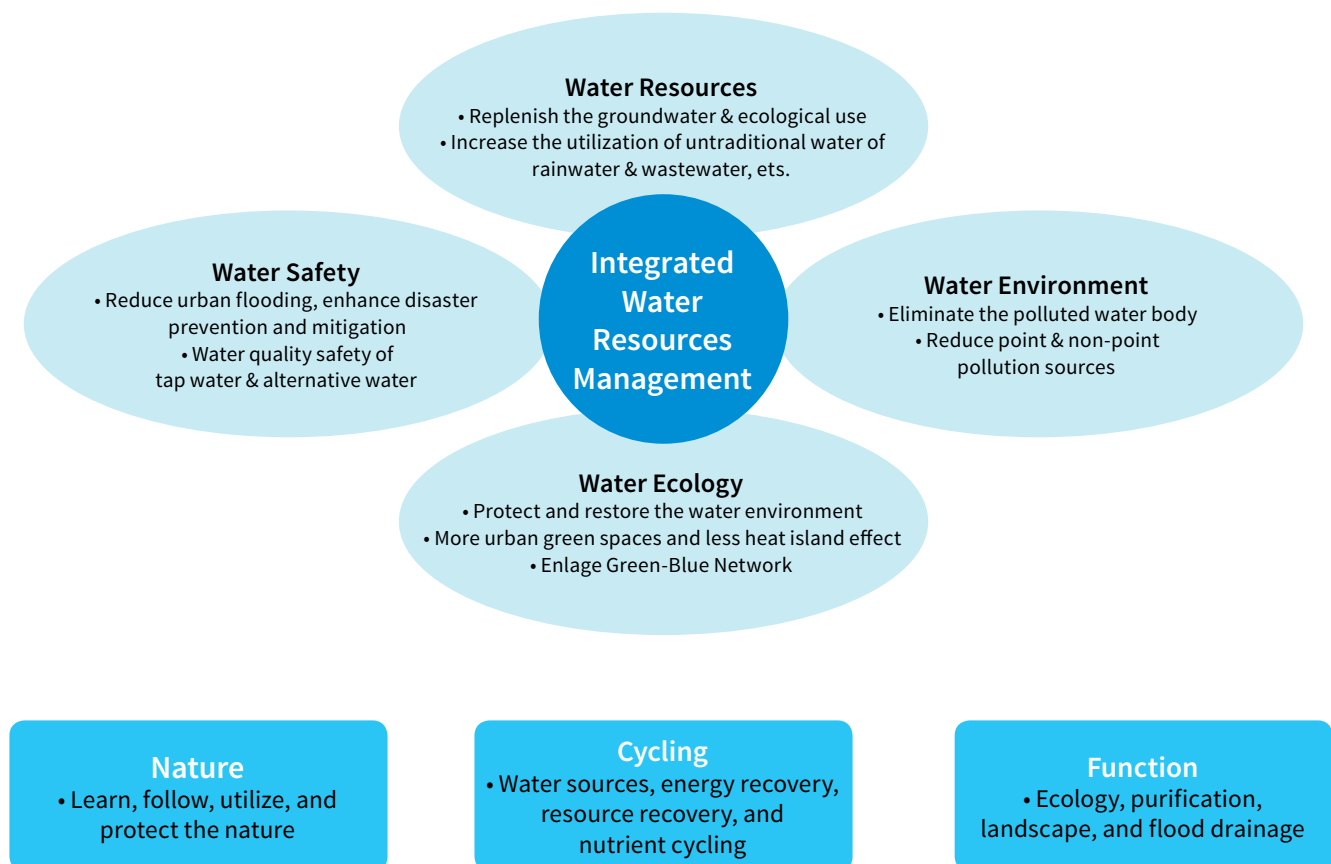 Water Resources
• Replenish the groundwater & ecological use
• Increase the utilization of untraditional water of
rainwater & wastewater, ets.
Water Safety
• Reduce urban flooding, enhance disaster
prevention and mitigation
• Water quality safety of
tap water & alternative water
Integrated
Water
Resources
Management
Water Environment
• Eliminate the polluted water body
• Reduce point & non-point
pollution sources
Water Ecology
• Protect and restore the water environment
• More urban green spaces and less heat island effect
• Enlage Green-Blue Network
Nature
• Learn, follow, utilize, and
protect the nature
Cycling
• Water sources, energy recovery,
resource recovery, and
nutrient cycling
Function
• Ecology, purification,
landscape, and flood drainage